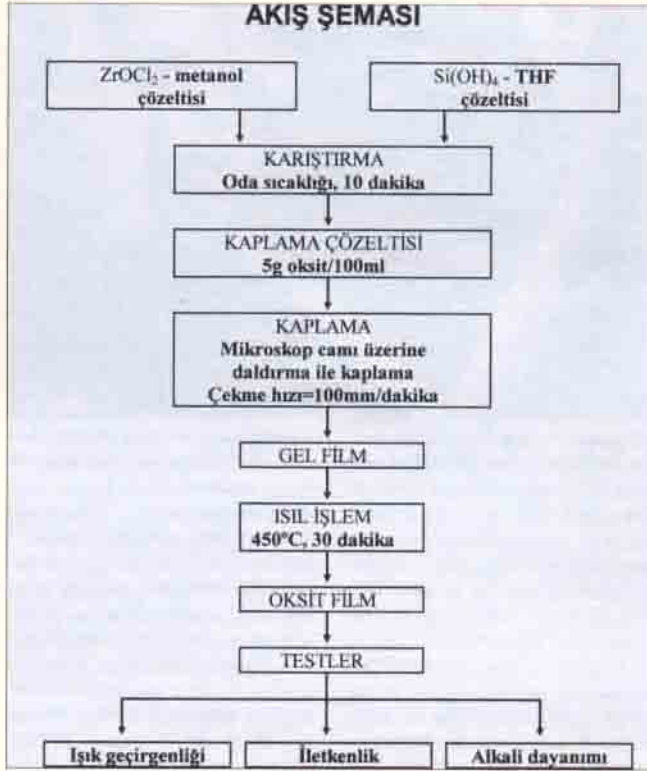 AKIŞ ŞEMASI
ZrOCl₂ - metanol
çözeltisi
Si(OH)₄ - THF
çözeltisi
KARIŞTIRMA
Oda sıcaklığı, 10 dakika
KAPLAMA ÇÖZELTİSİ
5g oksit/100ml
KAPLAMA
Mikroskop camı üzerine
daldırma ile kaplama
Çekme hızı=100mm/dakika
GEL FİLM
ISIL İŞLEM
450°C, 30 dakika
OKSİT FİLM
TESTLER
Işık geçirgenliği
İletkenlik
Alkali dayanımı